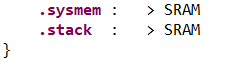 .sysmem :   > SRAM
.stack  :   > SRAM
}